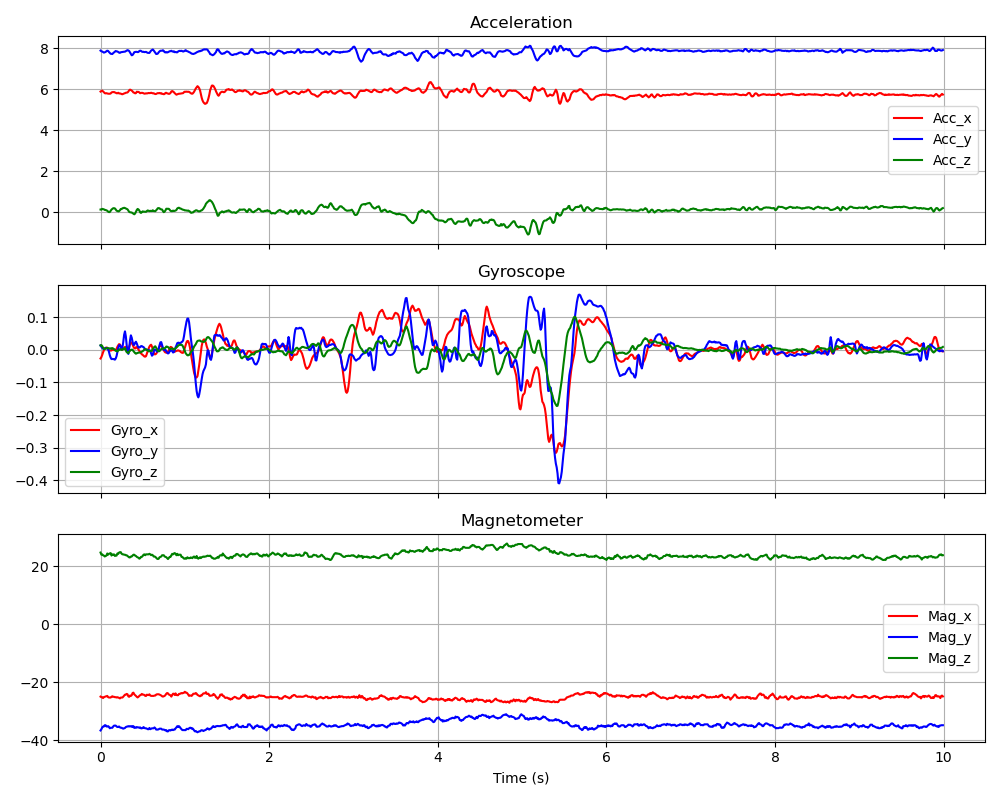 Acceleration
8
6
4
2
0
Acc_x
Acc_y
Acc_z
Gyroscope
0.1
0.0
−0.1
−0.2
−0.3
−0.4
Gyro_x
Gyro_y
Gyro_z
Magnetometer
20
0
−20
−40
Mag_x
Mag_y
Mag_z
0 2 4 6 8 10
Time (s)